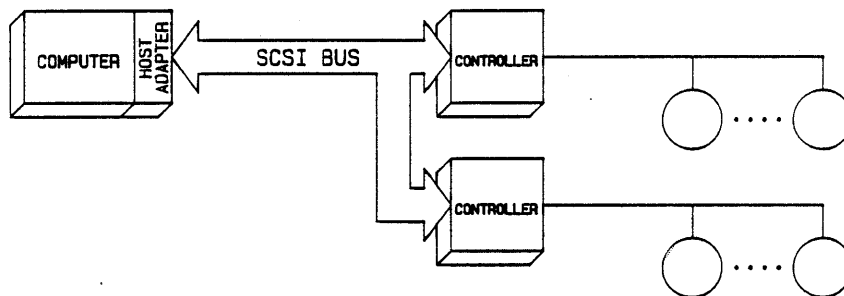 COMPUTER
HOST
ADAPTER
SCSI BUS
CONTROLLER
CONTROLLER